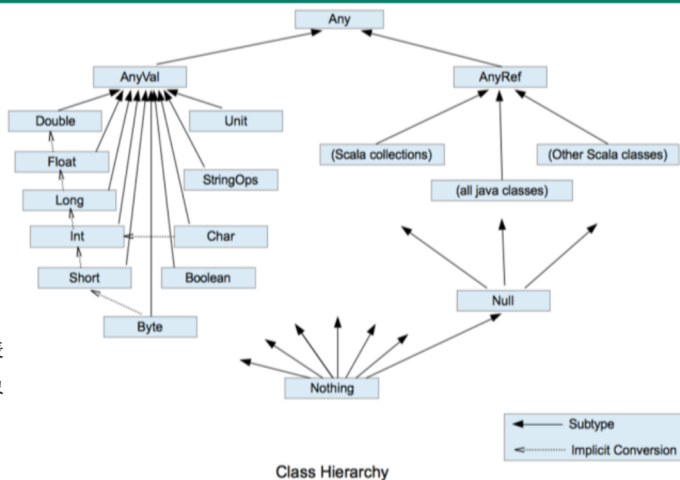 Any
AnyVal
AnyRef
Double
Unit
Float
(Scala collections)
(Other Scala classes)
StringOps
(all java classes)
Long
Int
Char
Short
Boolean
Null
Byte
Nothing
Subtype
Implicit Conversion
Class Hierarchy